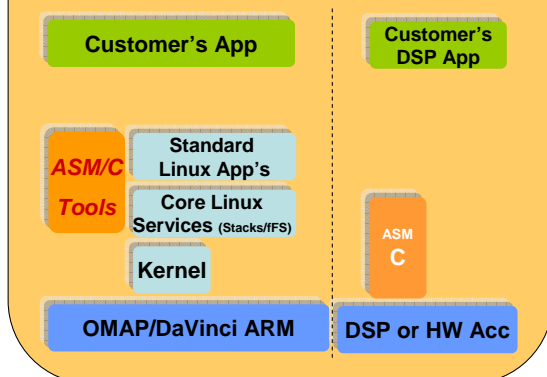 Customer's App
Customer's
DSP App
ASM/C
Tools
Standard
Linux App's
Core Linux
Services (Stacks/fFS)
Kernel
ASM
C
OMAP/DaVinci ARM
DSP or HW Acc